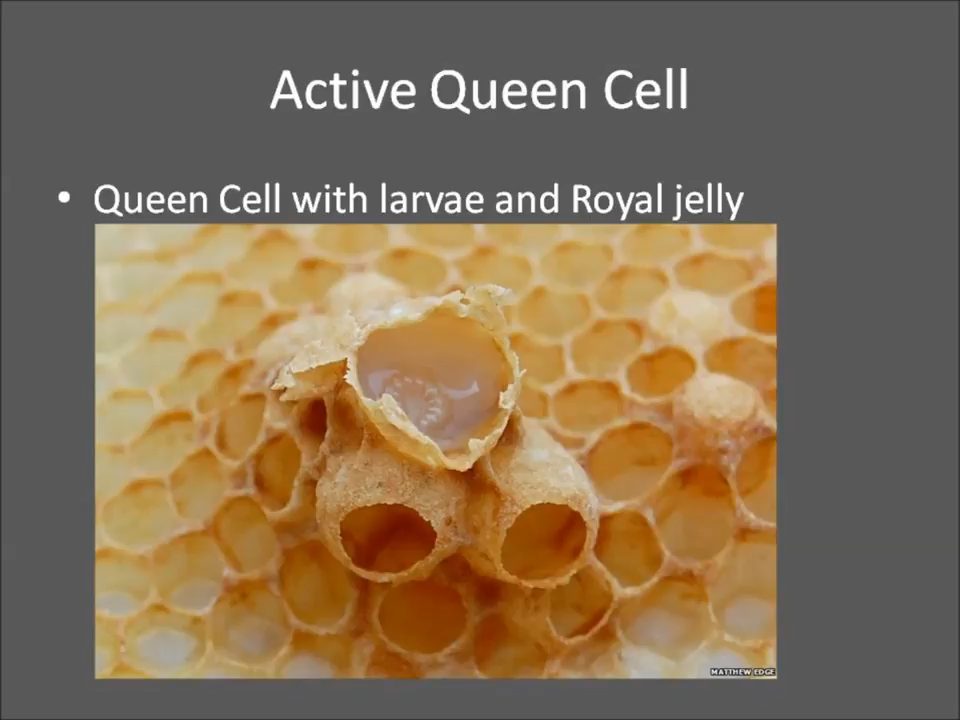 Active Queen Cell
• Queen Cell with larvae and Royal jelly
MATTHEW EDGE